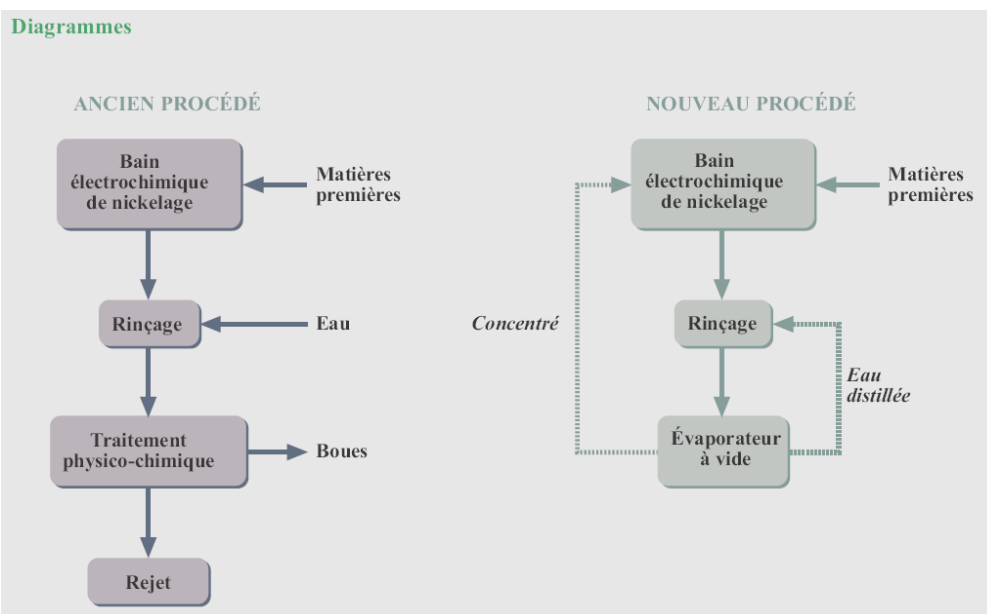 Diagrammes
ANCIEN PROCÉDÉ
Bain
électrochimique
de nickelage
Matières
premières
Rinçage
Eau
Traitement
physico-chimique
Boues
Rejet
NOUVEAU PROCÉDÉ
Bain
électrochimique
de nickelage
Matières
premières
Concentré
Rinçage
Eau
distillée
Évaporateur
à vide